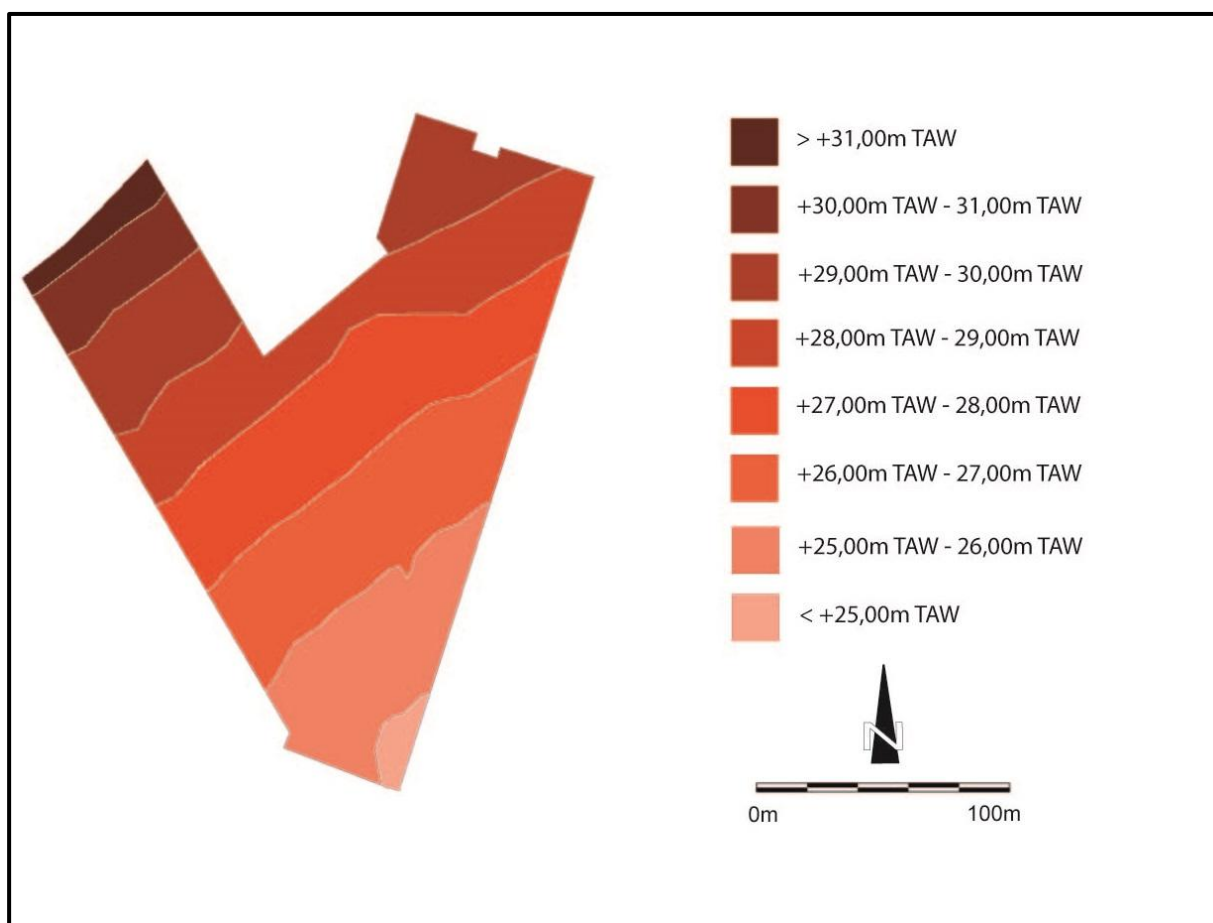 > +31,00m TAW
+30,00m TAW - 31,00m TAW
+29,00m TAW - 30,00m TAW
+28,00m TAW - 29,00m TAW
+27,00m TAW - 28,00m TAW
+26,00m TAW - 27,00m TAW
+25,00m TAW - 26,00m TAW
< +25,00m TAW
N
0m 100m